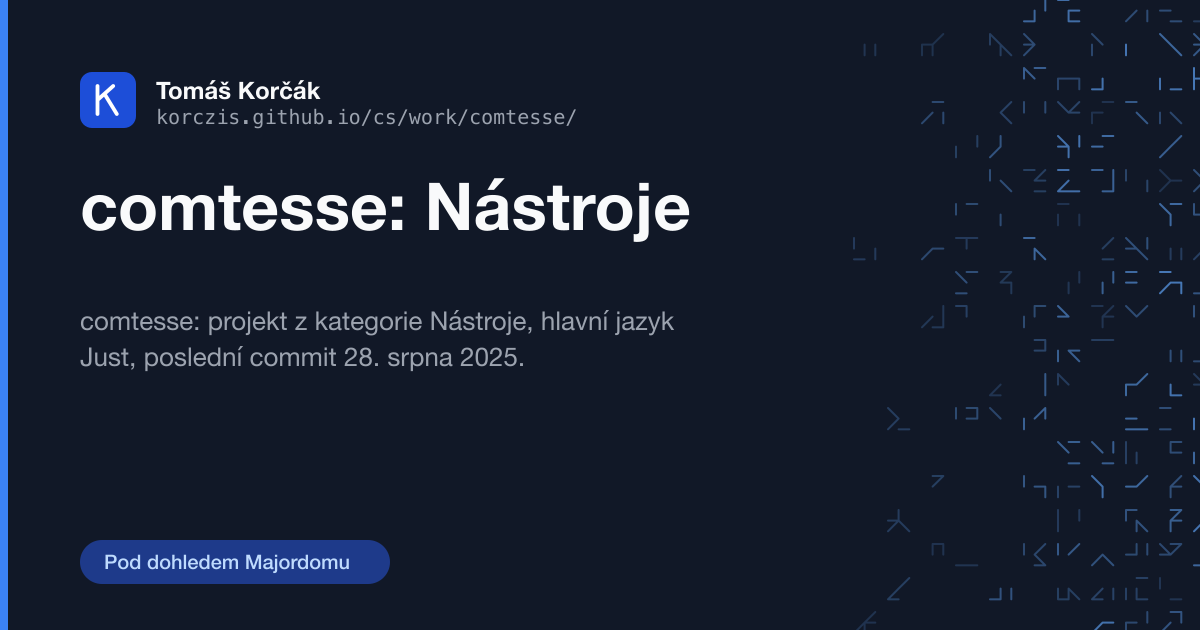 K
Tomáš Korčák
korczis.github.io/cs/work/comtesse/
comtesse: Nástroje
comtesse: projekt z kategorie Nástroje, hlavní jazyk
Just, poslední commit 28. srpna 2025.
Pod dohledem Majordomu